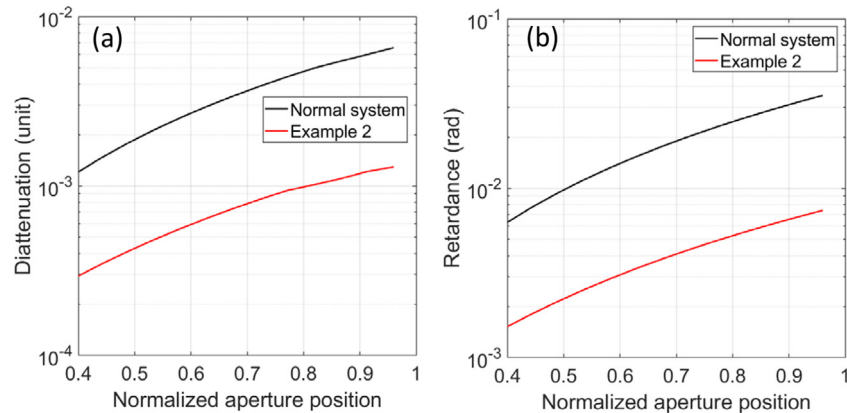 (a)
10^-2
10^-3
10^-4
Diattenuation (unit)
Normal system
Example 2
0.4 0.5 0.6 0.7 0.8 0.9 1
Normalized aperture position
(b)
10^-1
10^-2
10^-3
Retardance (rad)
Normal system
Example 2
0.4 0.5 0.6 0.7 0.8 0.9 1
Normalized aperture position